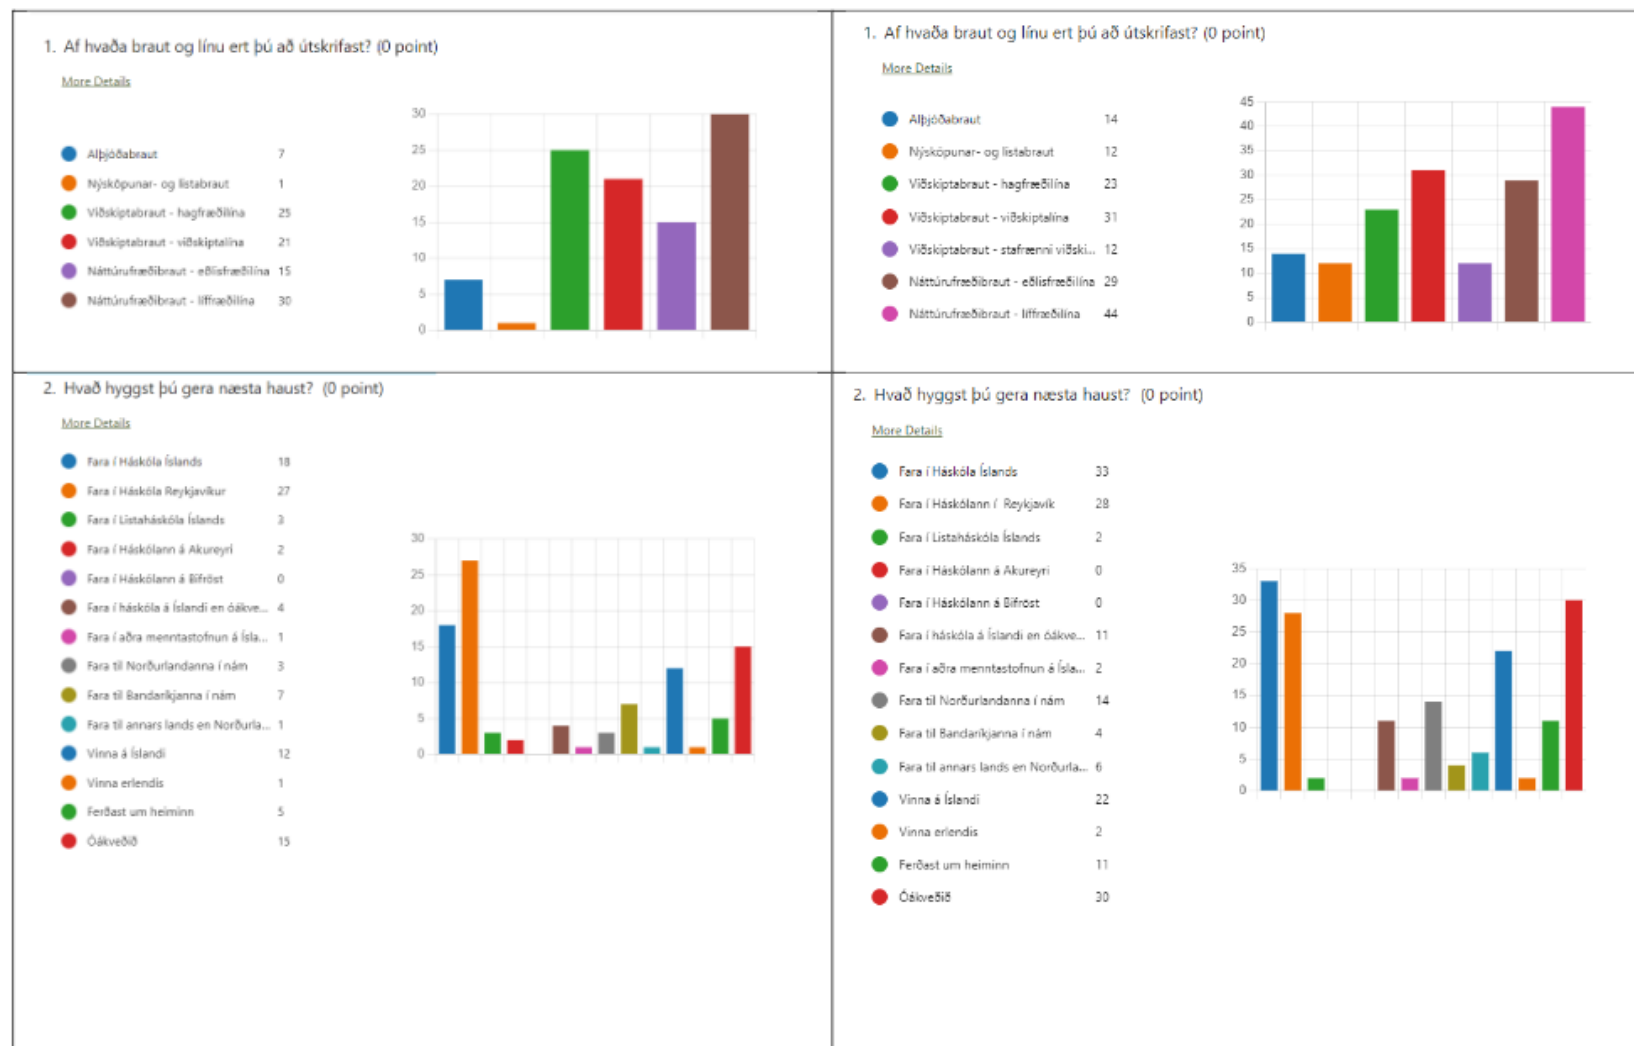 1. Af hvaða braut og línu ert þú að útskrifast? (0 point)
More Details
Alþjóðabraut 7
Nýsköpunar- og listabraut 1
Viðskiptabraut - hagfræðilína 25
Viðskiptabraut - viðskiptalína 21
Náttúrufræðibraut - eðlisfræðilína 15
Náttúrufræðibraut - líffræðilína 30
30
25
20
15
10
5
0
1. Af hvaða braut og línu ert þú að útskrifast? (0 point)
More Details
Alþjóðabraut 14
Nýsköpunar- og listabraut 12
Viðskiptabraut - hagfræðilína 23
Viðskiptabraut - viðskiptalína 31
Viðskiptabraut - stafrænni viðski... 12
Náttúrufræðibraut - eðlisfræðilína 29
Náttúrufræðibraut - líffræðilína 44
45
40
35
30
25
20
15
10
5
0
2. Hvað hyggst þú gera næsta haust? (0 point)
More Details
Fara í Háskóla Íslands 18
Fara í Háskóla Reykjavíkur 27
Fara í Listaháskóla Íslands 3
Fara í Háskólann á Akureyri 2
Fara í Háskólann á Bifröst 0
Fara í háskóla á Íslandi en óákve... 4
Fara í aðra menntastofnun á Ísla... 1
Fara til Norðurlandanna í nám 3
Fara til Bandaríkjanna í nám 7
Fara til annars lands en Norðurla... 1
Vinna á Íslandi 12
Vinna erlendis 1
Ferðast um heiminn 5
Óákveðið 15
30
25
20
15
10
5
0
2. Hvað hyggst þú gera næsta haust? (0 point)
More Details
Fara í Háskóla Íslands 33
Fara í Háskólann í Reykjavík 28
Fara í Listaháskóla Íslands 2
Fara í Háskólann á Akureyri 0
Fara í Háskólann á Bifröst 0
Fara í háskóla á Íslandi en óákve... 11
Fara í aðra menntastofnun á Ísla... 2
Fara til Norðurlandanna í nám 14
Fara til Bandaríkjanna í nám 4
Fara til annars lands en Norðurla... 6
Vinna á Íslandi 22
Vinna erlendis 2
Ferðast um heiminn 11
Óákveðið 30
35
30
25
20
15
10
5
0